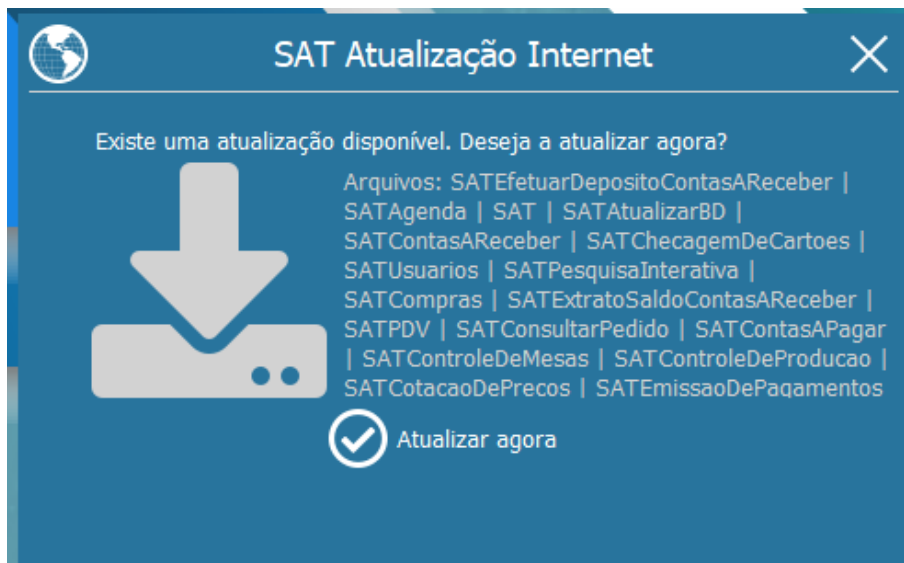 SAT Atualização Internet
Existe uma atualização disponível. Deseja a atualizar agora?
Arquivos: SATEfetuarDepositoContasAReceber |
SATAgenda | SAT | SATAtualizarBD |
SATContasAReceber | SATChecagemDeCartoes |
SATUsuarios | SATPesquisaInterativa |
SATCompras | SATExtratoSaldoContasAReceber |
SATPDV | SATConsultarPedido | SATContasAPagar
| SATControleDeMesas | SATControleDeProducao |
SATCotacaoDePrecos | SATEmissaoDePagamentos
Atualizar agora